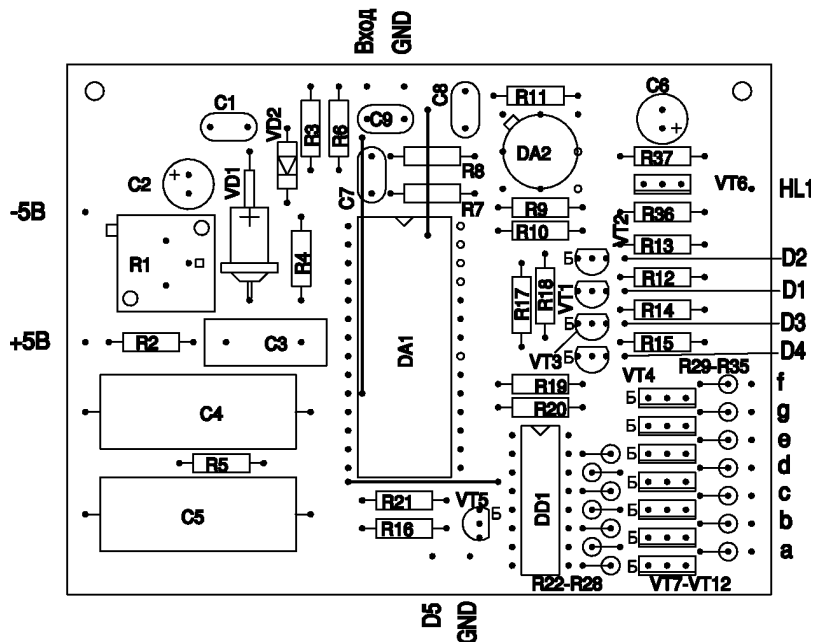 Вход
GND
C1
VD2
R3
R6
C9
C8
R11
C6
DA2
R37
C2
VD1
C7
R8
R7
VT6
HL1
-5В
R9
VT2
R36
R10
R13
D2
R1
R4
Б
R12
D1
R17
R18
VT1
R14
D3
Б
+5В
R2
C3
DA1
VT3
R15
D4
Б
VT4
R29-R35
f
R19
Б
C4
R20
g
Б
e
R5
Б
d
Б
c
R21
VT5
Б
C5
DD1
Б
b
R16
Б
a
Б
R22-R28
VT7-VT12
D5
GND